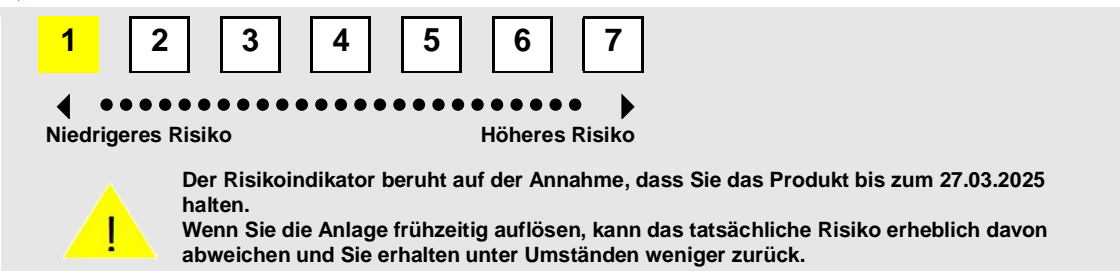 1 2 3 4 5 6 7
Niedrigeres Risiko Höheres Risiko
Der Risikoindikator beruht auf der Annahme, dass Sie das Produkt bis zum 27.03.2025
halten.
Wenn Sie die Anlage frühzeitig auflösen, kann das tatsächliche Risiko erheblich davon
abweichen und Sie erhalten unter Umständen weniger zurück.
!